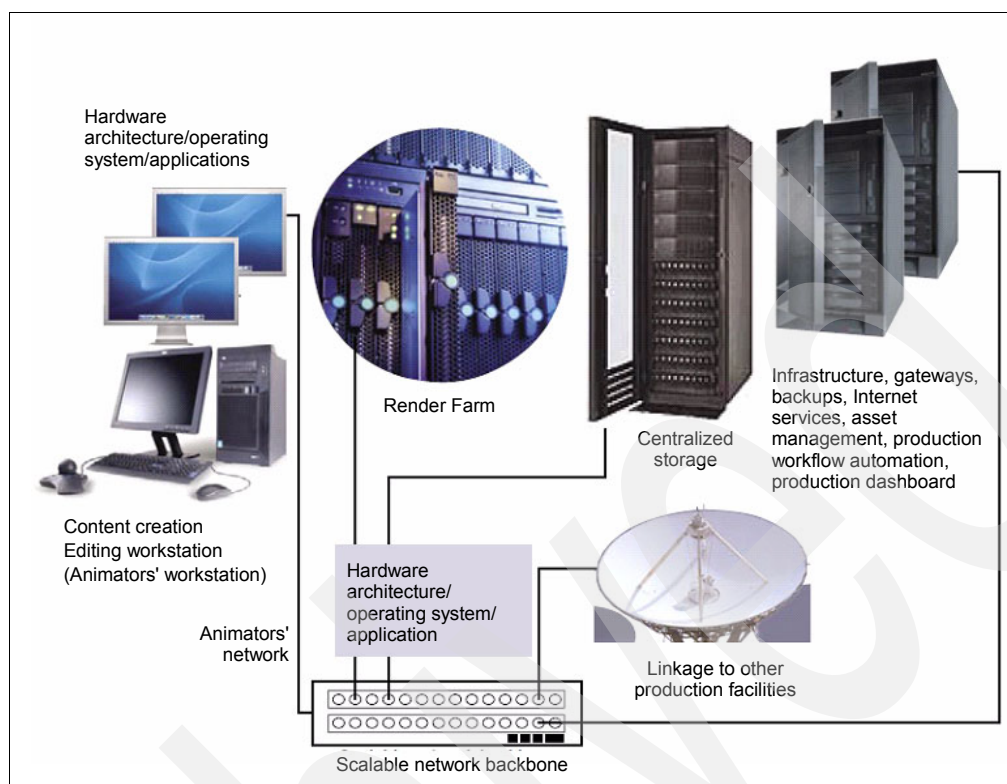 Hardware
architecture/operating
system/applications
Render Farm
Centralized
storage
Infrastructure, gateways,
backups, Internet
services, asset
management, production
workflow automation,
production dashboard
Content creation
Editing workstation
(Animators' workstation)
Hardware
architecture/
operating system/
application
Animators'
network
Linkage to other
production facilities
Scalable network backbone